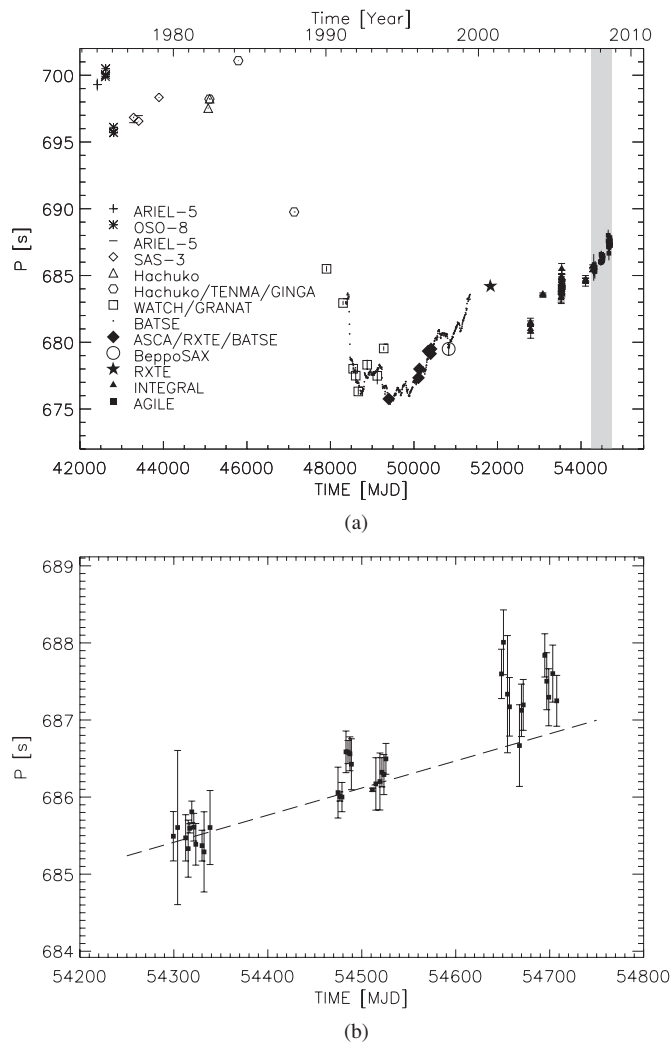 Time [Year]
1980 1990 2000 2010
700
695
690
685
680
675
P [s]
ARIEL-5
OSO-8
ARIEL-5
SAS-3
Hachuko
Hachuko/TENMA/GINGA
WATCH/GRANAT
BATSE
ASCA/RXTE/BATSE
BeppoSAX
RXTE
INTEGRAL
AGILE
42000 44000 46000 48000 50000 52000 54000
TIME [MJD]
(a)
689
688
687
686
685
684
P [s]
54200 54300 54400 54500 54600 54700 54800
TIME [MJD]
(b)